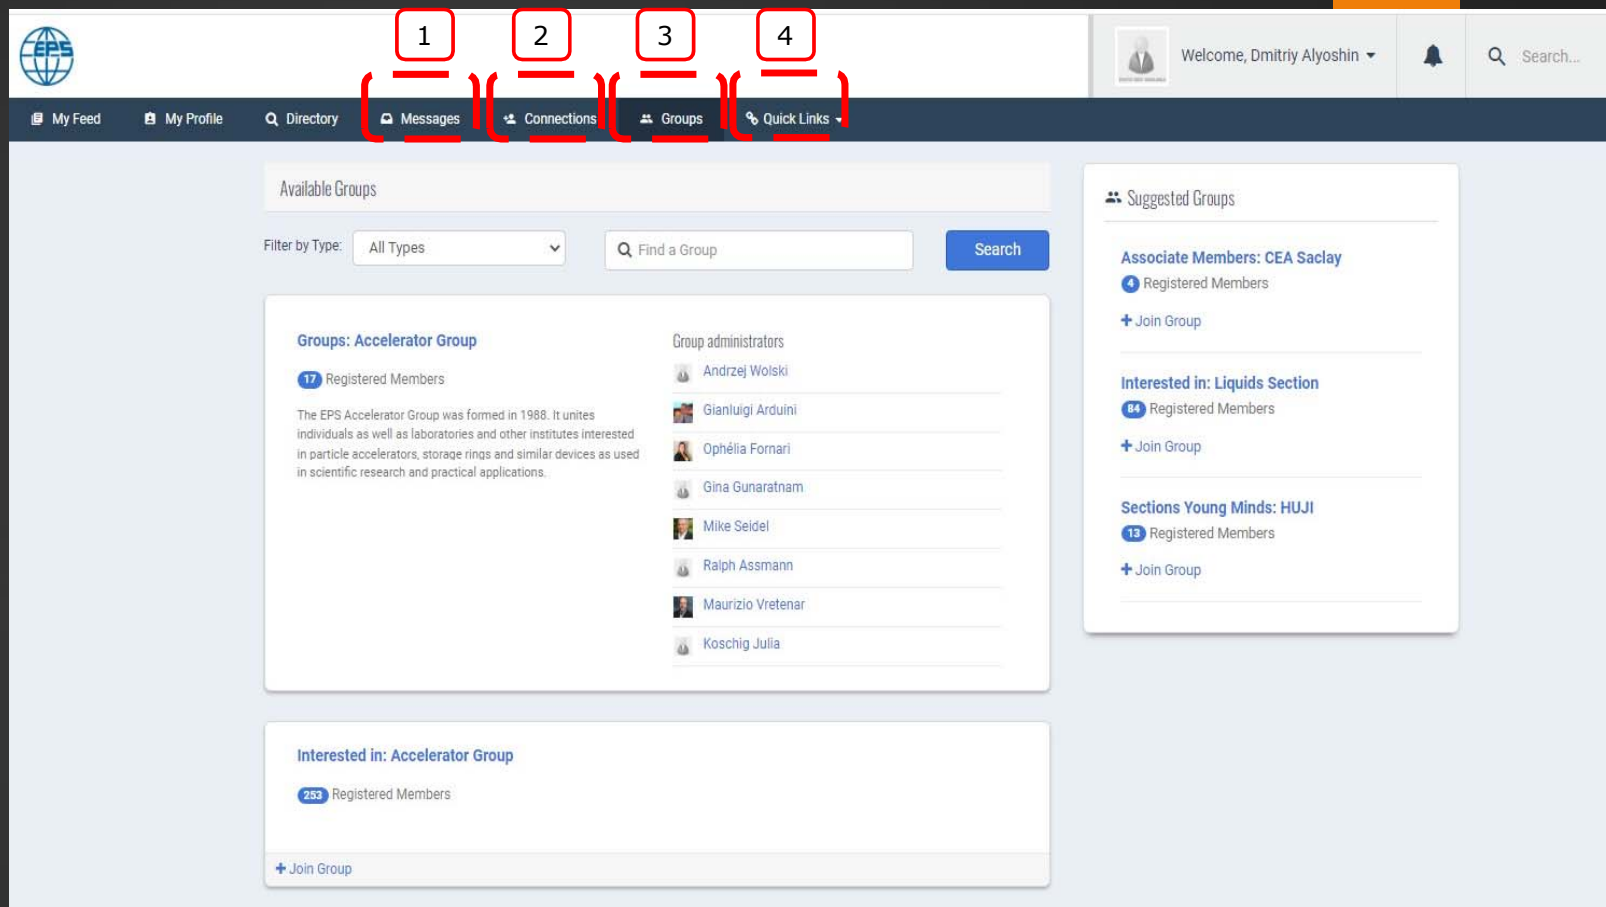 1
2
3
4
EPS
Welcome, Dmitriy Alyoshin
Search...
My Feed
My Profile
Directory
Messages
Connections
Groups
Quick Links
Available Groups
Filter by Type:
All Types
Find a Group
Search
Groups: Accelerator Group
17 Registered Members
The EPS Accelerator Group was formed in 1988. It unites
individuals as well as laboratories and other institutes interested
in particle accelerators, storage rings and similar devices as used
in scientific research and practical applications.
Group administrators
Andrzej Wolski
Gianluigi Arduini
Ophélia Fornari
Gina Gunaratnam
Mike Seidel
Ralph Assmann
Maurizio Vretenar
Koschig Julia
Interested in: Accelerator Group
253 Registered Members
Join Group
Suggested Groups
Associate Members: CEA Saclay
4 Registered Members
Join Group
Interested in: Liquids Section
84 Registered Members
Join Group
Sections Young Minds: HUJI
13 Registered Members
Join Group